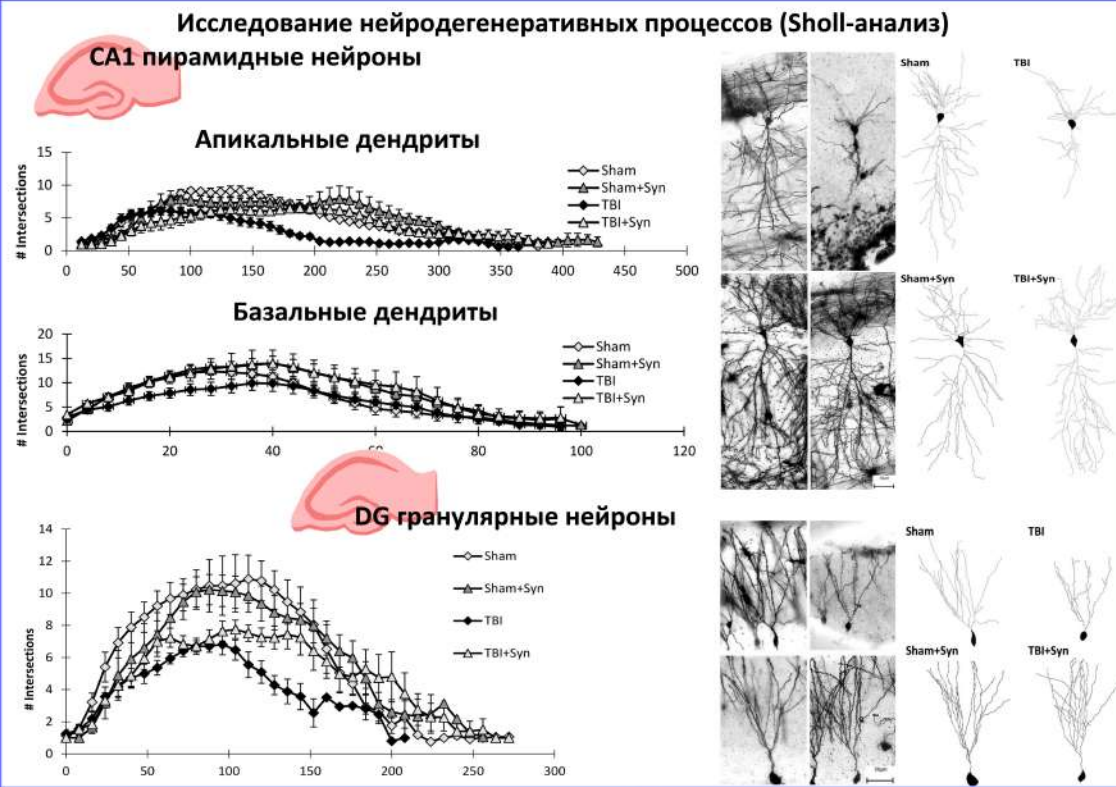 Исследование нейродегенеративных процессов (Sholl-анализ)
CA1 пирамидные нейроны
Апикальные дендриты
# Intersections
15
10
5
0
0
50
100
150
200
250
300
350
400
450
500
Sham
Sham+Syn
TBI
TBI+Syn
Базальные дендриты
# Intersections
20
15
10
5
0
0
20
40
60
80
100
120
Sham
Sham+Syn
TBI
TBI+Syn
DG гранулярные нейроны
# Intersections
14
12
10
8
6
4
2
0
0
50
100
150
200
250
300
Sham
Sham+Syn
TBI
TBI+Syn
Sham
TBI
Sham+Syn
TBI+Syn
Sham
TBI
Sham+Syn
TBI+Syn